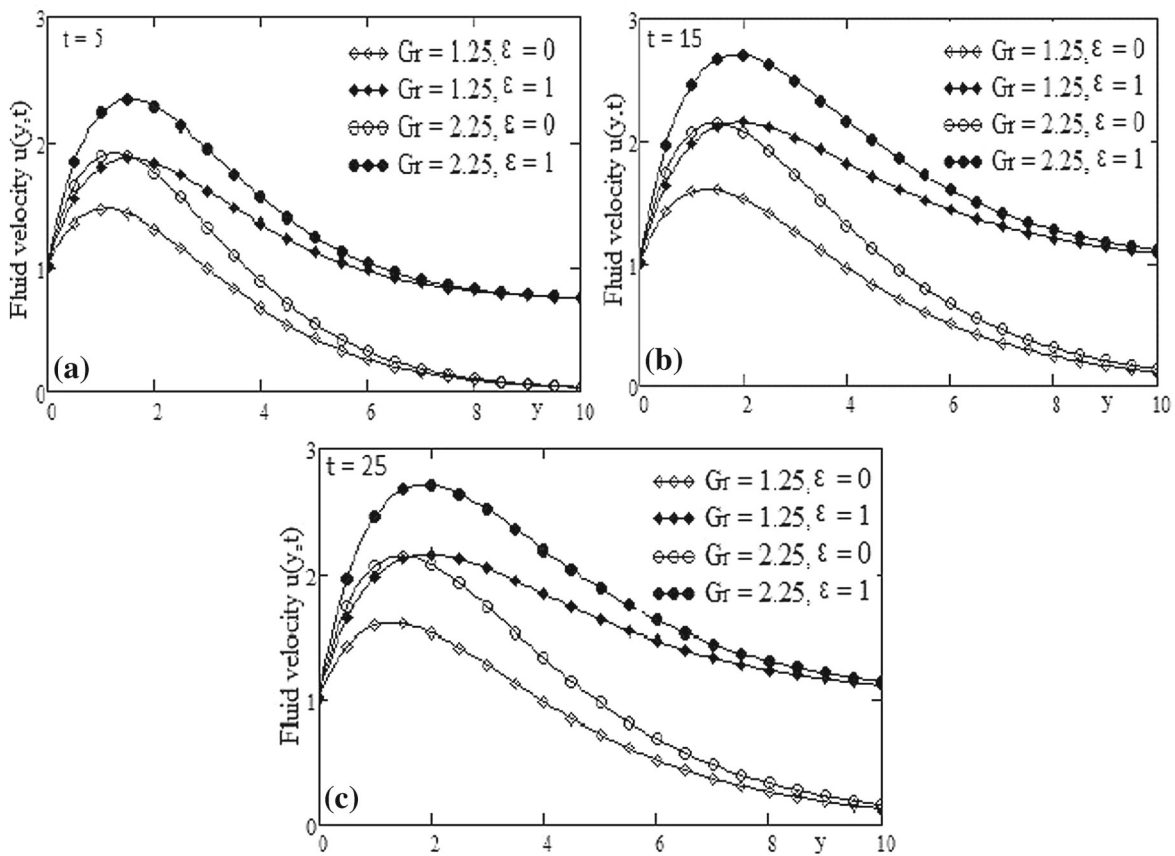 t = 5
Gr = 1.25, ε = 0
Gr = 1.25, ε = 1
Gr = 2.25, ε = 0
Gr = 2.25, ε = 1
Fluid velocity u(y,t)
3
2
1
0
(a)
0 2 4 6 8 y 10
t = 15
Gr = 1.25, ε = 0
Gr = 1.25, ε = 1
Gr = 2.25, ε = 0
Gr = 2.25, ε = 1
Fluid velocity u(y,t)
3
2
1
0
(b)
0 2 4 6 8 y 10
t = 25
Gr = 1.25, ε = 0
Gr = 1.25, ε = 1
Gr = 2.25, ε = 0
Gr = 2.25, ε = 1
Fluid velocity u(y,t)
3
2
1
0
(c)
0 2 4 6 8 y 10